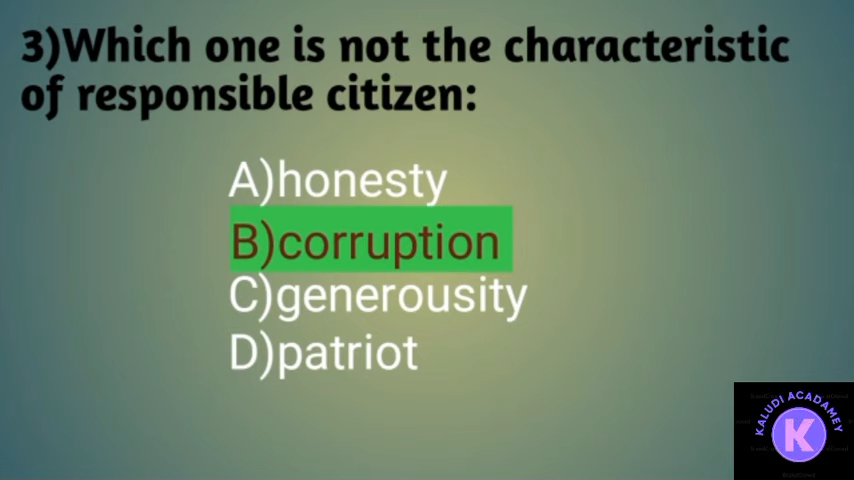 3)Which one is not the characteristic
of responsible citizen:
A)honesty
B)corruption
C)generousity
D)patriot
KALUDI ACADAMEY
K